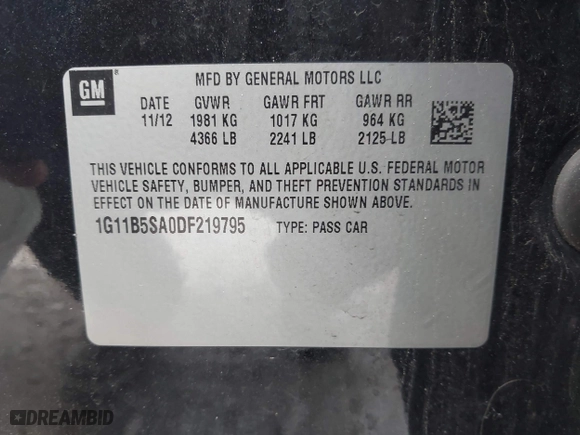 GM ® MFD BY GENERAL MOTORS LLC
DATE GVWR GAWR FRT GAWR RR
11/12 1981 KG 1017 KG 964 KG
4366 LB 2241 LB 2125 LB
THIS VEHICLE CONFORMS TO ALL APPLICABLE U.S. FEDERAL MOTOR
VEHICLE SAFETY, BUMPER, AND THEFT PREVENTION STANDARDS IN
EFFECT ON THE DATE OF MANUFACTURE SHOWN ABOVE.
1G11B5SA0DF219795 TYPE: PASS CAR
DREAMBID